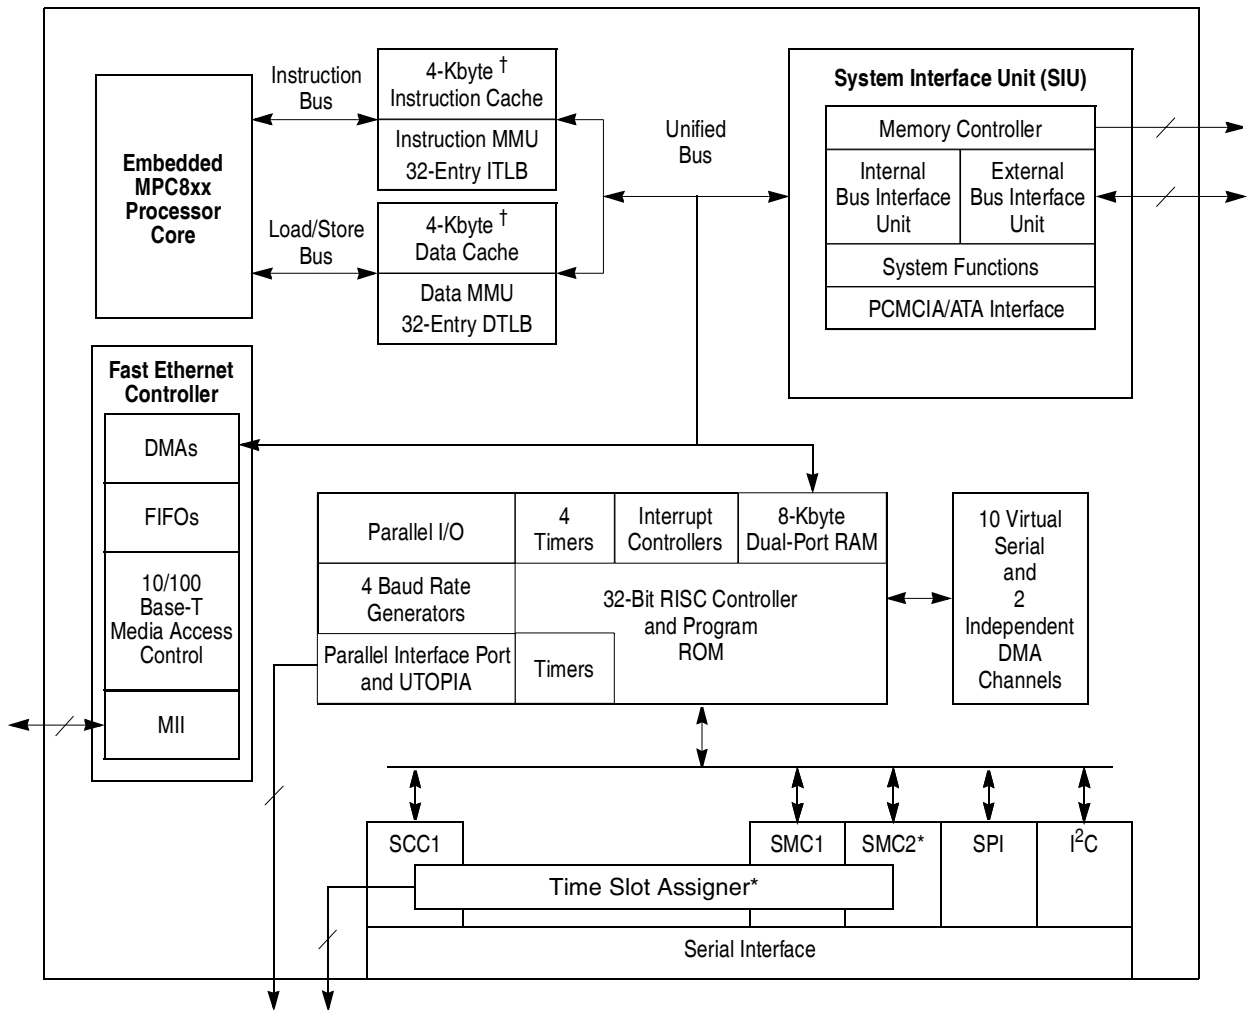 Embedded
MPC8xx
Processor
Core
Instruction
Bus
Load/Store
Bus
4-Kbyte †
Instruction Cache
Instruction MMU
32-Entry ITLB
4-Kbyte †
Data Cache
Data MMU
32-Entry DTLB
Unified
Bus
System Interface Unit (SIU)
Memory Controller
Internal
Bus Interface
Unit
External
Bus Interface
Unit
System Functions
PCMCIA/ATA Interface
Fast Ethernet
Controller
DMAs
FIFOs
10/100
Base-T
Media Access
Control
MII
Parallel I/O
4
Timers
Interrupt
Controllers
8-Kbyte
Dual-Port RAM
4 Baud Rate
Generators
32-Bit RISC Controller
and Program
ROM
Parallel Interface Port
and UTOPIA
Timers
10 Virtual
Serial
and
2
Independent
DMA
Channels
SCC1
SMC1
SMC2*
SPI
I²C
Time Slot Assigner*
Serial Interface